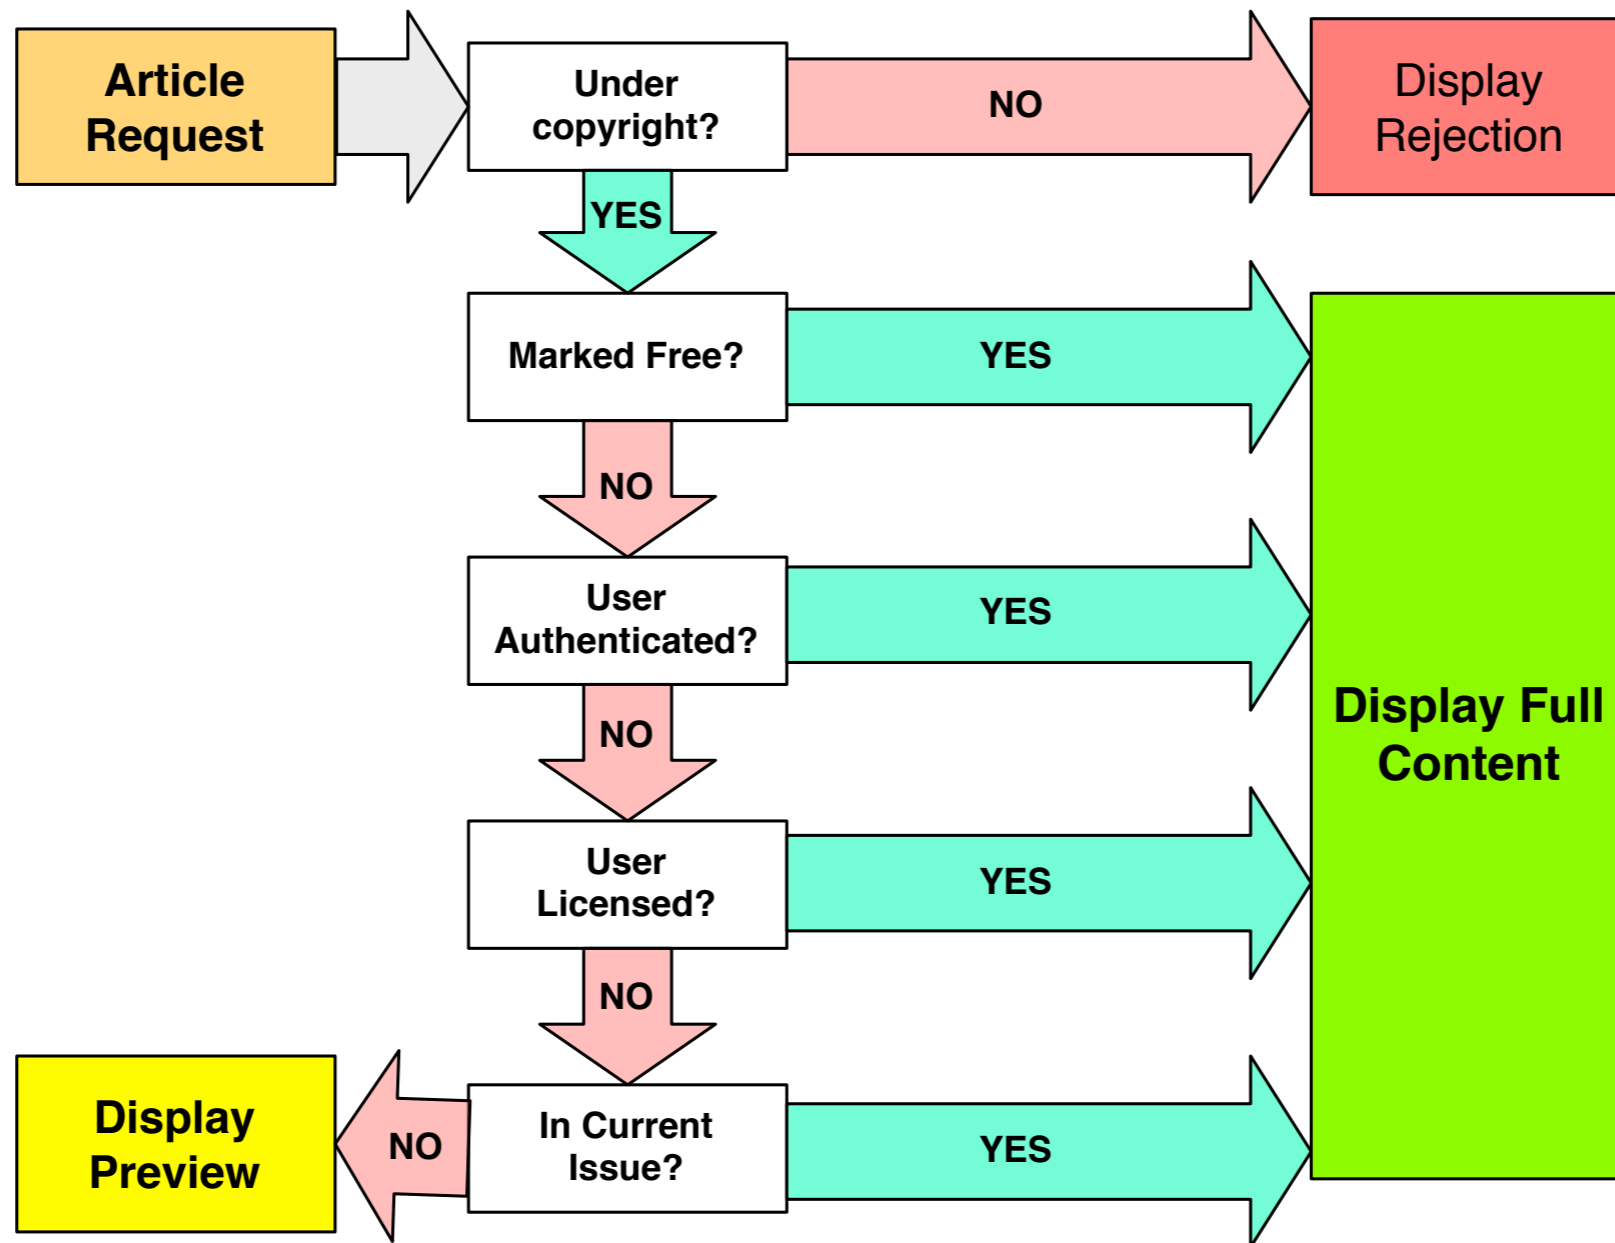 Article
Request
Under
copyright?
NO
Display
Rejection
YES
Marked Free?
YES
NO
User
Authenticated?
YES
Display Full
Content
NO
User
Licensed?
YES
NO
Display
Preview
NO
In Current
Issue?
YES